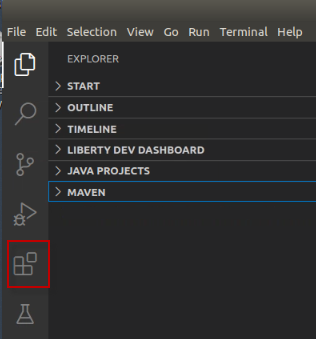 File Edit Selection View Go Run Terminal Help
EXPLORER
START
OUTLINE
TIMELINE
LIBERTY DEV DASHBOARD
JAVA PROJECTS
MAVEN